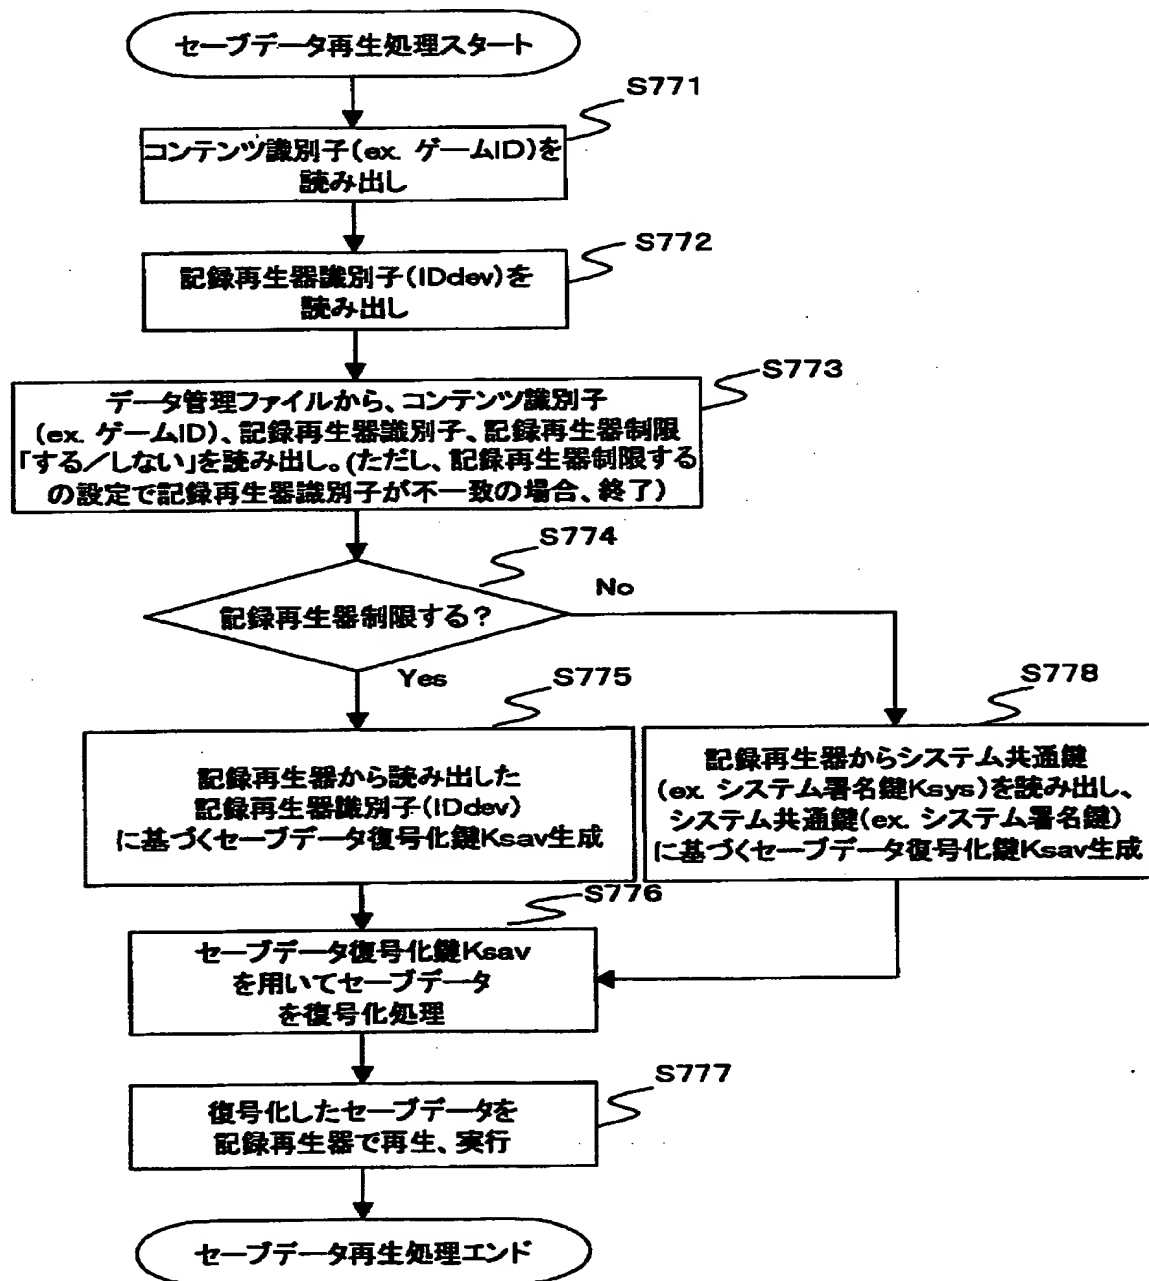 セーブデータ再生処理スタート
S771
コンテンツ識別子(ex. ゲームID)を
読み出し
S772
記録再生器識別子(IDdev)を
読み出し
S773
データ管理ファイルから、コンテンツ識別子
(ex. ゲームID)、記録再生器識別子、記録再生器制限
「する/しない」を読み出し。(ただし、記録再生器制限する
の設定で記録再生器識別子が不一致の場合、終了)
S774
記録再生器制限する?
No
Yes
S775
記録再生器から読み出した
記録再生器識別子(IDdev)
に基づくセーブデータ復号化鍵Ksav生成
S778
記録再生器からシステム共通鍵
(ex. システム署名鍵Ksys)を読み出し、
システム共通鍵(ex. システム署名鍵)
に基づくセーブデータ復号化鍵Ksav生成
S776
セーブデータ復号化鍵Ksav
を用いてセーブデータ
を復号化処理
S777
復号化したセーブデータを
記録再生器で再生、実行
セーブデータ再生処理エンド